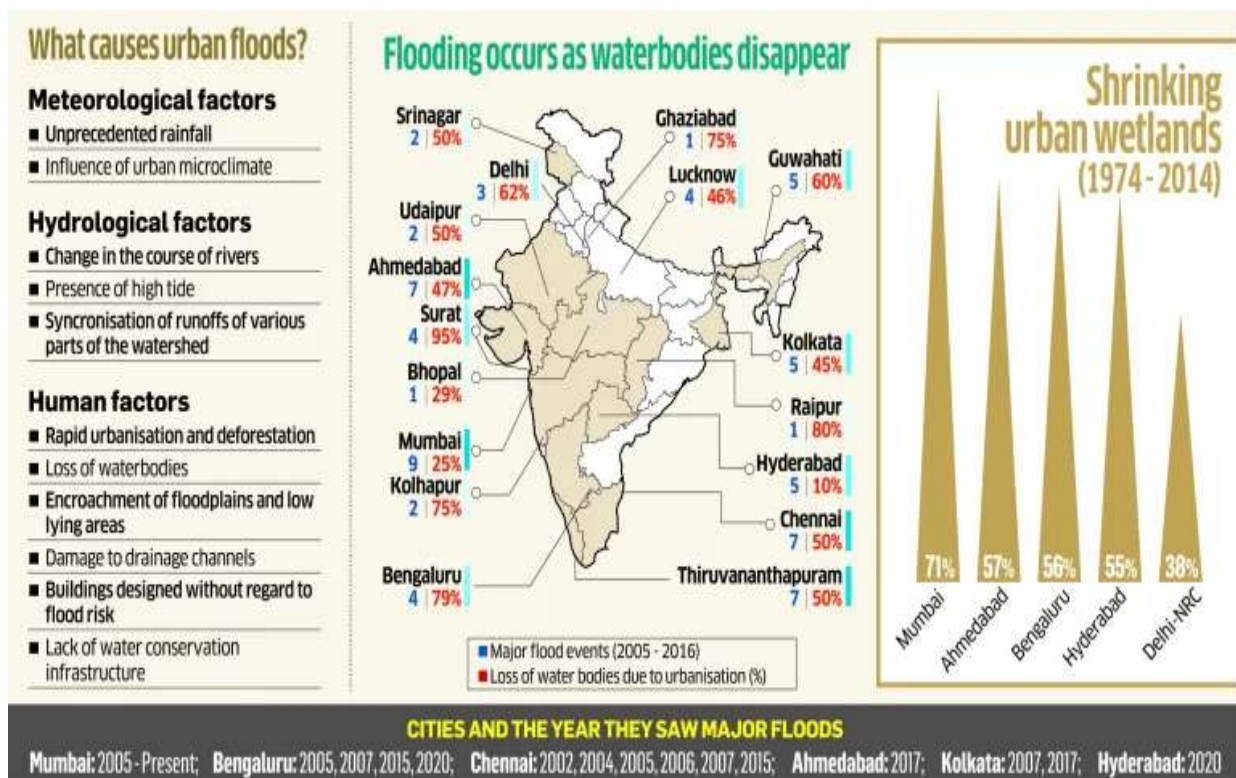 What causes urban floods?
Meteorological factors
■ Unprecedented rainfall
■ Influence of urban microclimate
Hydrological factors
■ Change in the course of rivers
■ Presence of high tide
■ Syncronisation of runoffs of various
parts of the watershed
Human factors
■ Rapid urbanisation and deforestation
■ Loss of waterbodies
■ Encroachment of floodplains and low
lying areas
■ Damage to drainage channels
■ Buildings designed without regard to
flood risk
■ Lack of water conservation
infrastructure
Flooding occurs as waterbodies disappear
Srinagar
2 | 50%
Delhi
3 | 62%
Udaipur
2 | 50%
Ahmedabad
7 | 47%
Surat
4 | 95%
Bhopal
1 | 29%
Mumbai
9 | 25%
Kolhapur
2 | 75%
Bengaluru
4 | 79%
Ghaziabad
1 | 75%
Lucknow
4 | 46%
Guwahati
5 | 60%
Kolkata
5 | 45%
Raipur
1 | 80%
Hyderabad
5 | 10%
Chennai
7 | 50%
Thiruvananthapuram
7 | 50%
■ Major flood events (2005 - 2016)
■ Loss of water bodies due to urbanisation (%)
Shrinking
urban wetlands
(1974 - 2014)
71% 57% 56% 55% 38%
Mumbai Ahmedabad Bengaluru Hyderabad Delhi-NRC
CITIES AND THE YEAR THEY SAW MAJOR FLOODS
Mumbai: 2005 - Present; Bengaluru: 2005, 2007, 2015, 2020; Chennai: 2002, 2004, 2005, 2006, 2007, 2015; Ahmedabad: 2017; Kolkata: 2007, 2017; Hyderabad: 2020